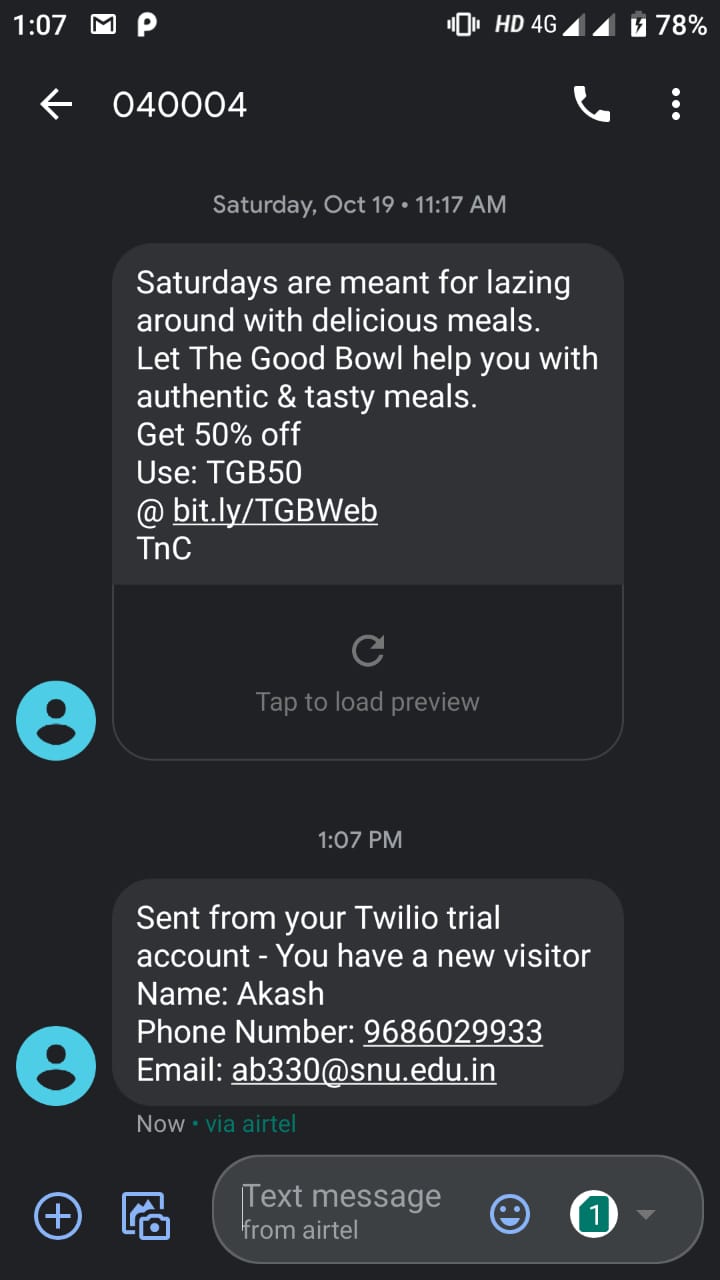 1:07 HD 4G 78%
040004
Saturday, Oct 19 • 11:17 AM
Saturdays are meant for lazing
around with delicious meals.
Let The Good Bowl help you with
authentic & tasty meals.
Get 50% off
Use: TGB50
@ bit.ly/TGBWeb
TnC
Tap to load preview
1:07 PM
Sent from your Twilio trial
account - You have a new visitor
Name: Akash
Phone Number: 9686029933
Email: ab330@snu.edu.in
Now • via airtel
Text message
from airtel
1